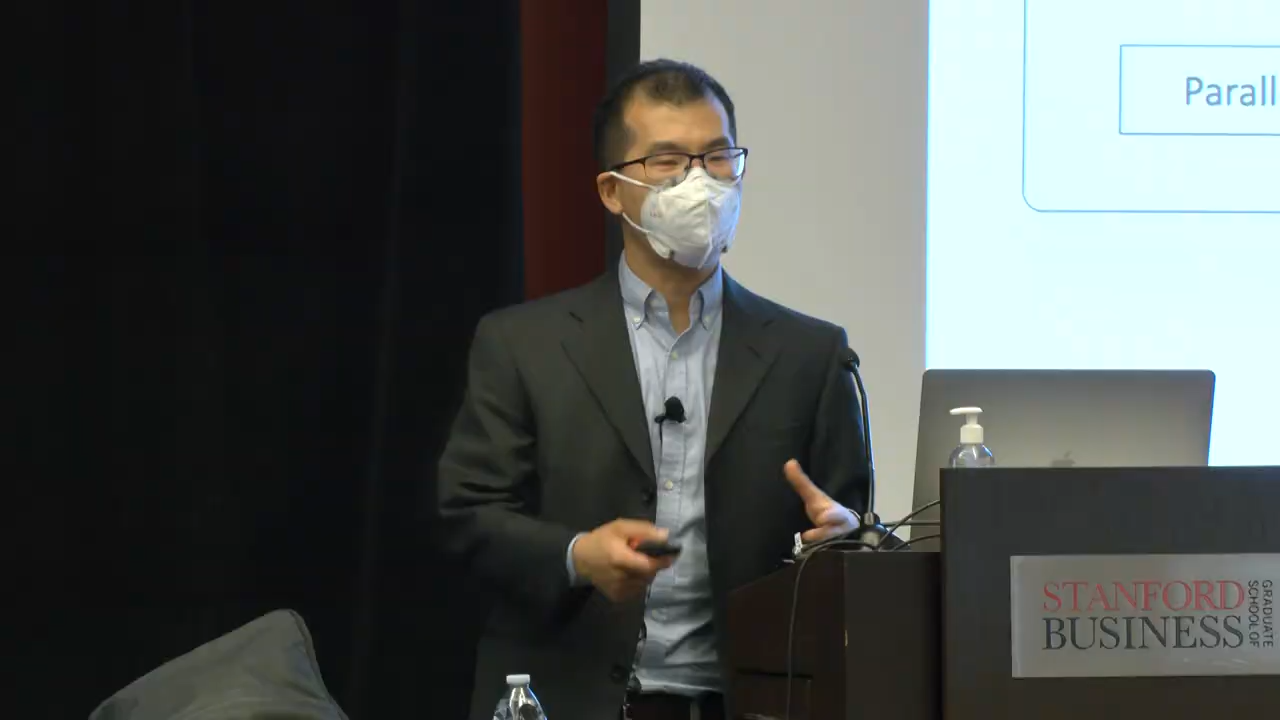 Parall
STANFORD
BUSINESS
GRADUATE
SCHOOL OF